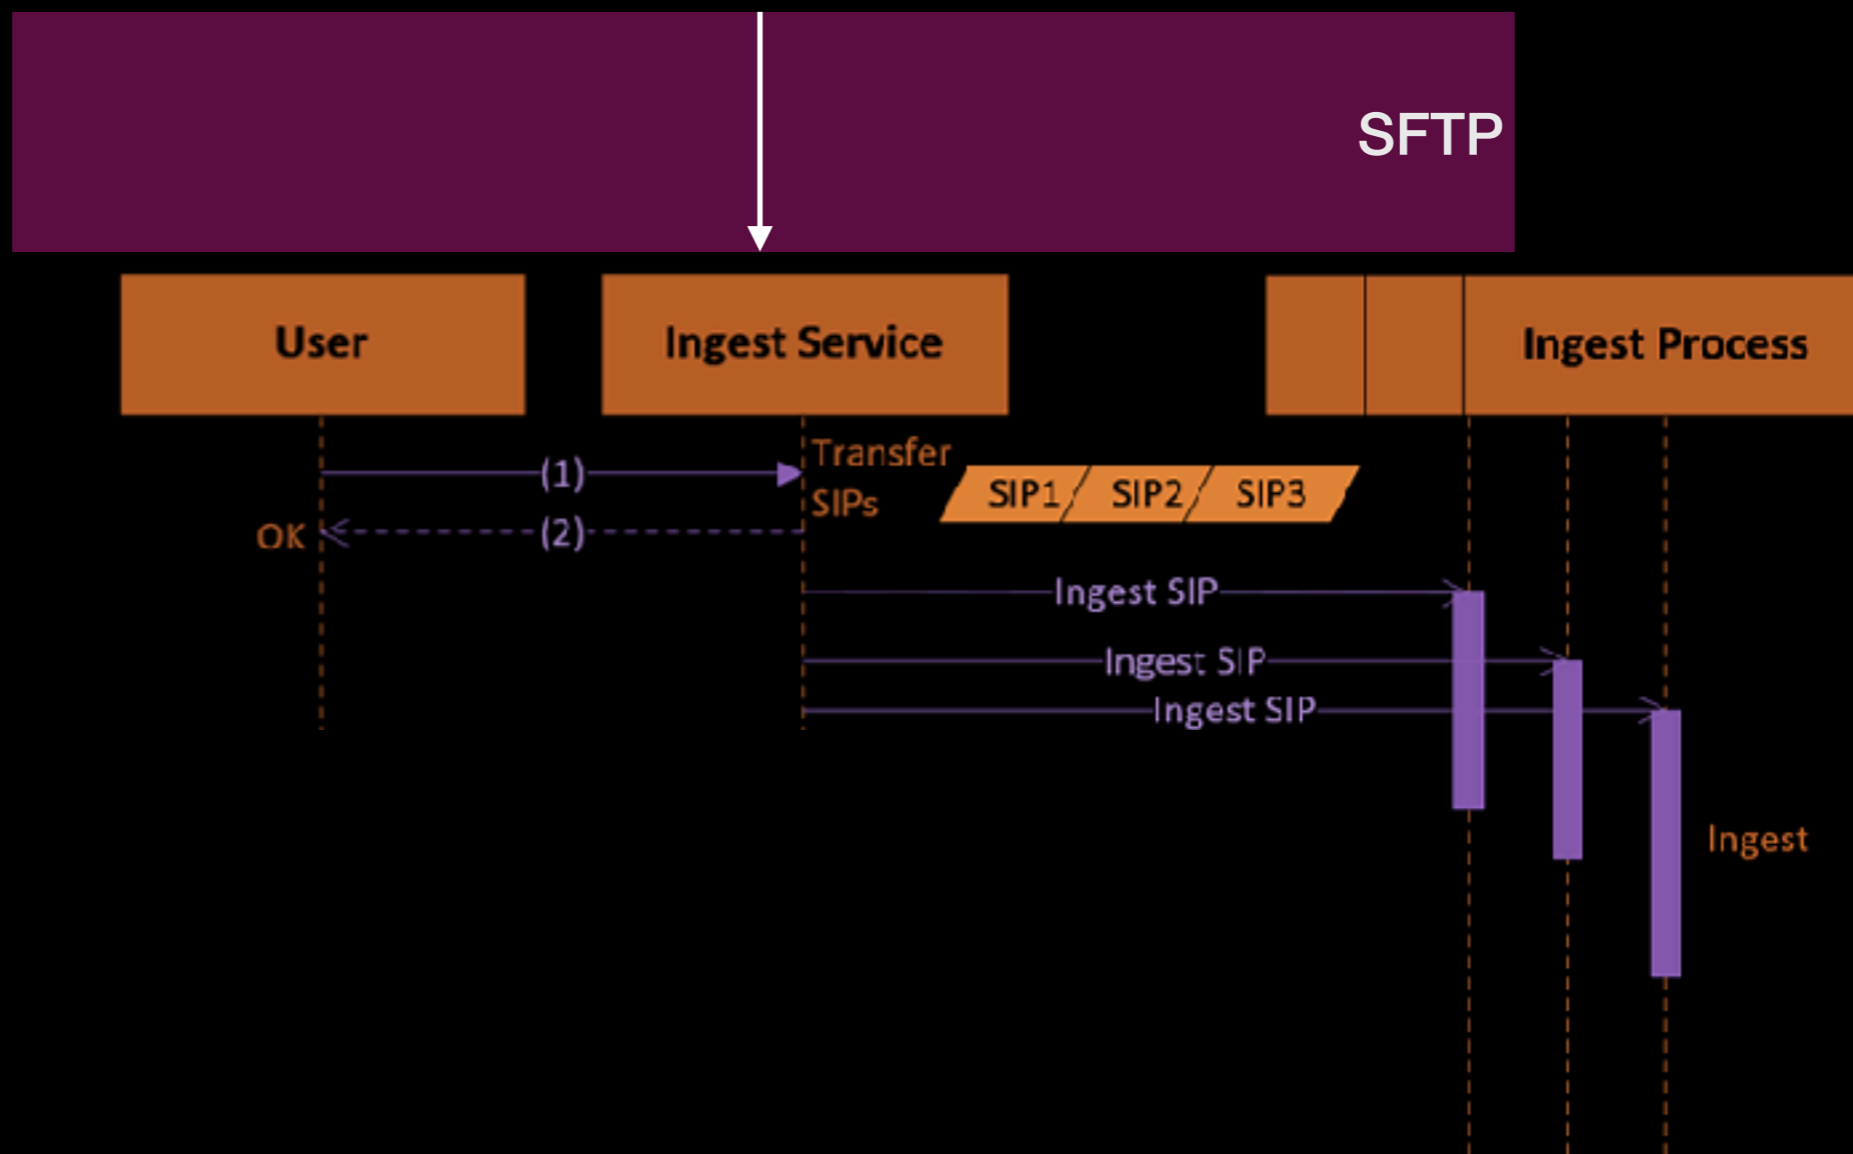 SFTP
User
Ingest Service
Ingest Process
(1)
Transfer
SIPs
SIP1
SIP2
SIP3
OK
(2)
Ingest SIP
Ingest SIP
Ingest SIP
Ingest